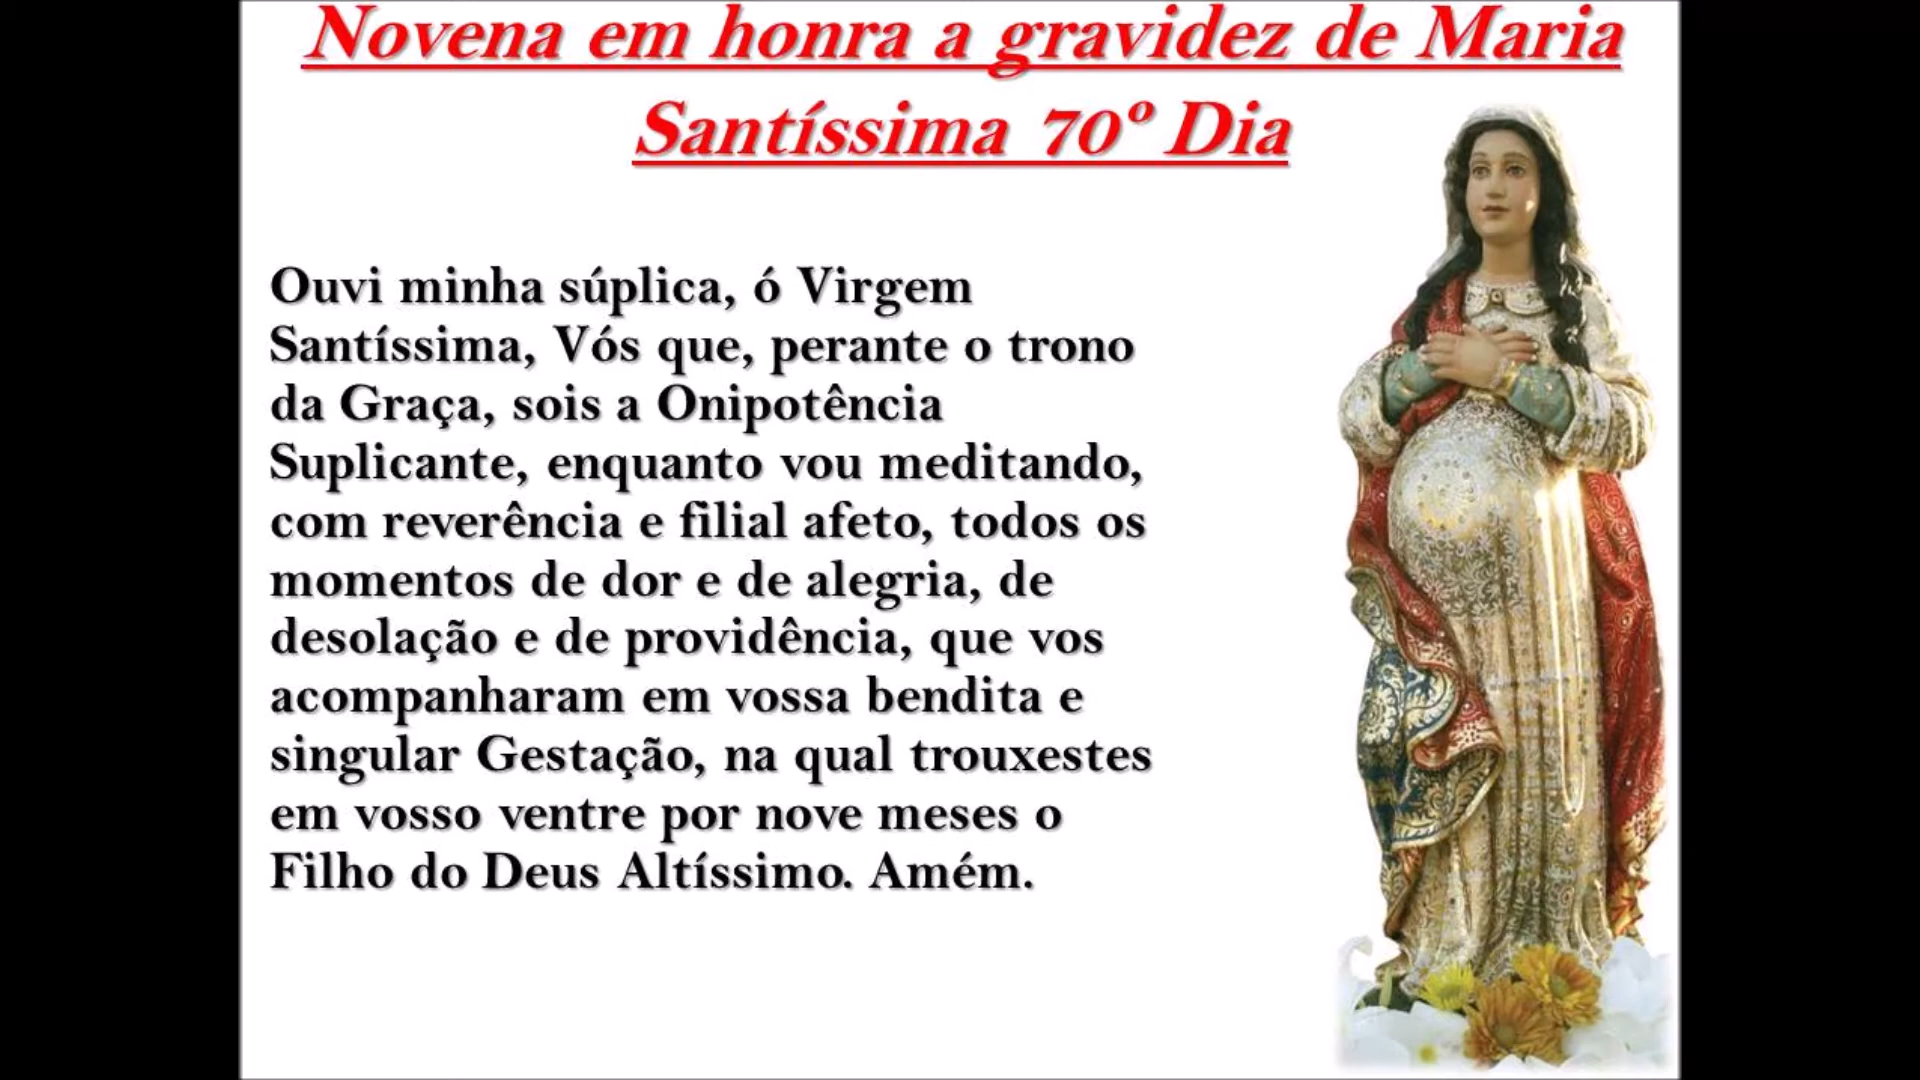 Novena em honra a gravidez de Maria
Santíssima 70º Dia
Ouvi minha súplica, ó Virgem
Santíssima, Vós que, perante o trono
da Graça, sois a Onipotência
Suplicante, enquanto vou meditando,
com reverência e filial afeto, todos os
momentos de dor e de alegria, de
desolação e de providência, que vos
acompanharam em vossa bendita e
singular Gestação, na qual trouxestes
em vosso ventre por nove meses o
Filho do Deus Altíssimo. Amém.